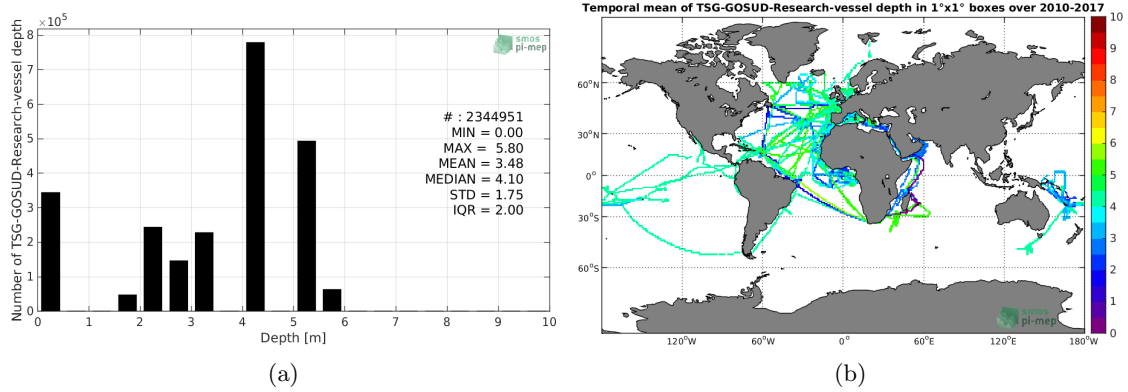 ×10⁵
8
7
6
5
4
3
2
1
0
Number of TSG-GOSUD-Research-vessel depth
smos
pi-mep
# : 2344951
MIN = 0.00
MAX = 5.80
MEAN = 3.48
MEDIAN = 4.10
STD = 1.75
IQR = 2.00
0 1 2 3 4 5 6 7 8 9 10
Depth [m]
(a)
Temporal mean of TSG-GOSUD-Research-vessel depth in 1°x1° boxes over 2010-2017
60°N
30°N
0°
30°S
60°S
120°W 60°W 0° 60°E 120°E 180°E
smos
pi-mep
10
9
8
7
6
5
4
3
2
1
0
(b)